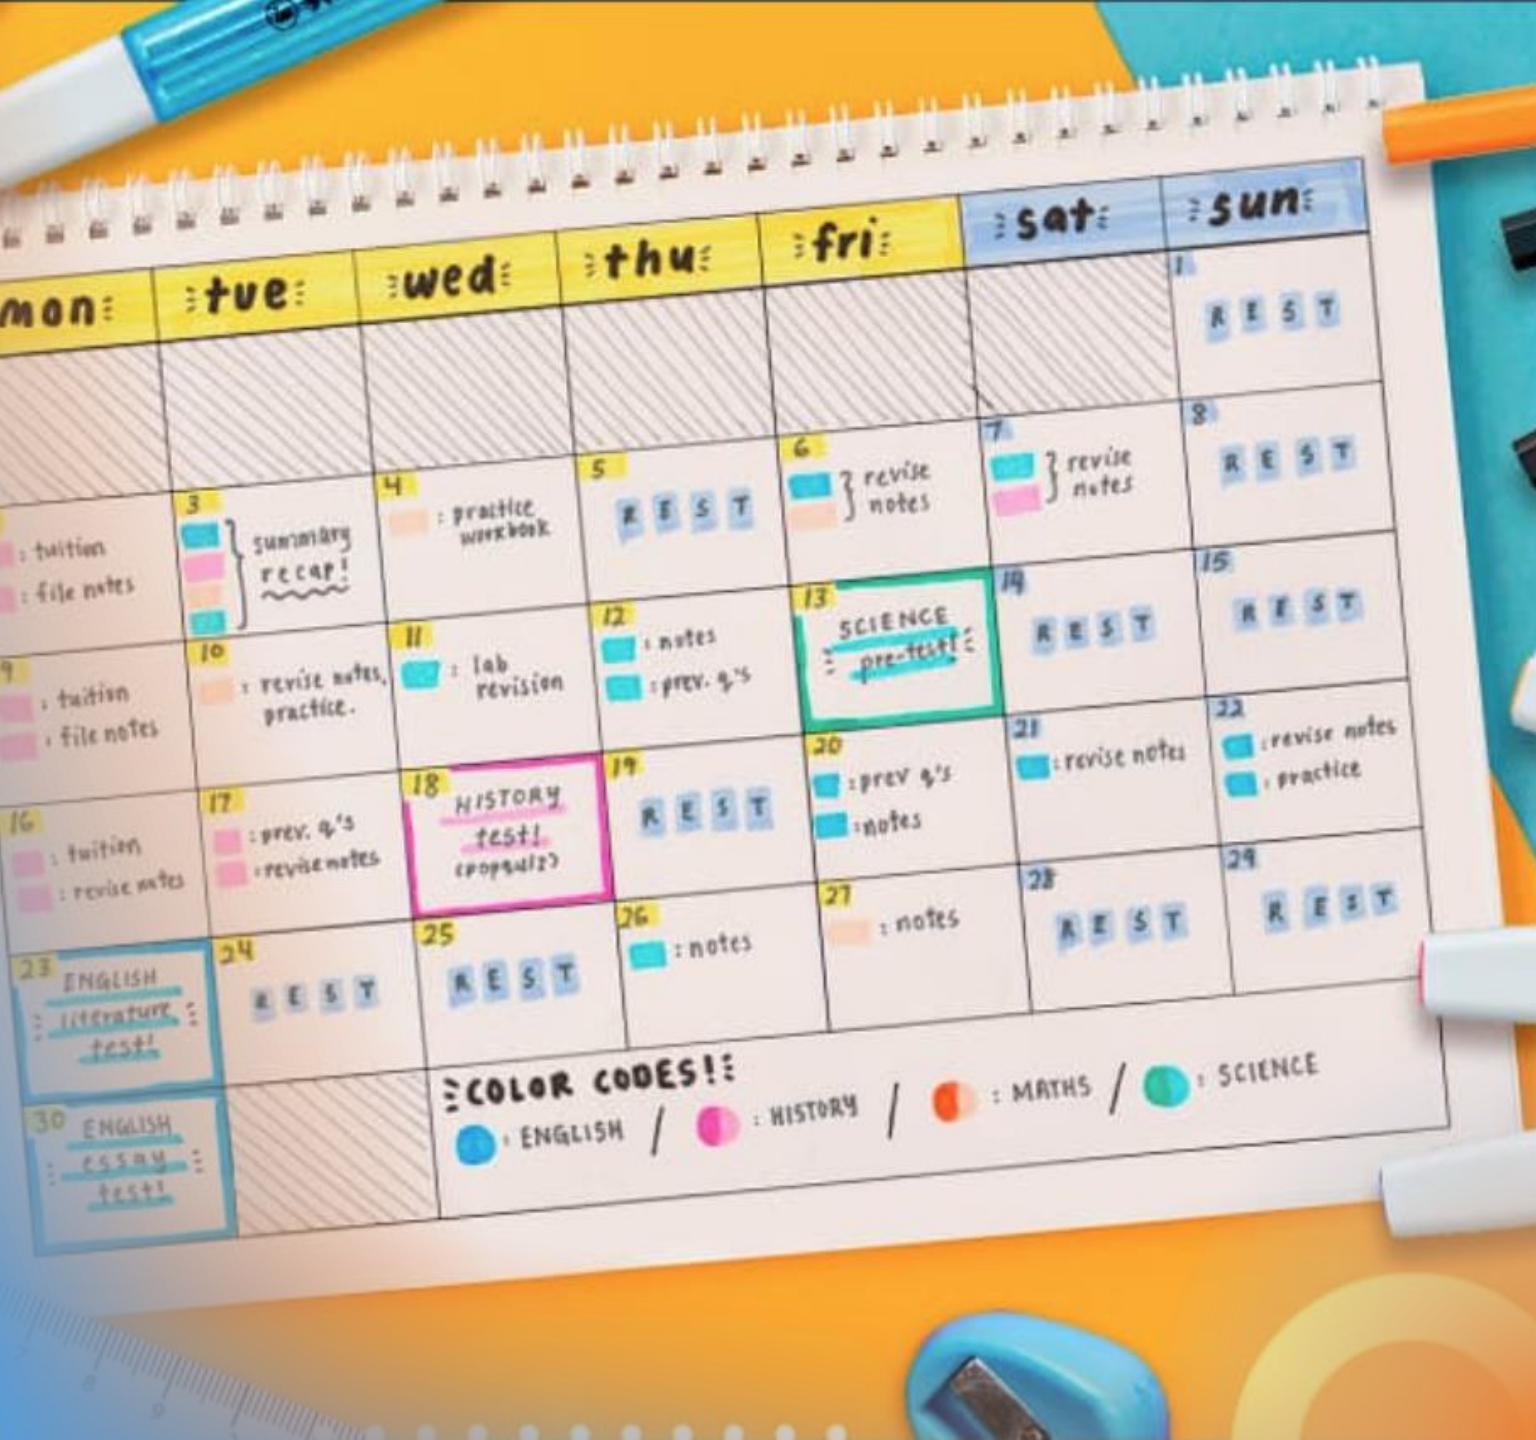 mon
tue
wed
thu
fri
sat
sun
1
REST
: tuition
: file notes
3
summary
recap!
4
: practice
workbook
5
REST
6
revise
notes
7
revise
notes
8
REST
9
: tuition
: file notes
10
: revise notes,
practice.
11
: lab
revision
12
: notes
: prev. q's
13
SCIENCE
pre-test!
14
REST
15
REST
16
: tuition
: revise notes
17
: prev. q's
: revise notes
18
HISTORY
test!
(popquiz)
19
REST
20
: prev q's
: notes
21
: revise notes
22
: revise notes
: practice
23
ENGLISH
literature
test!
24
REST
25
REST
26
: notes
27
: notes
28
REST
29
REST
30
ENGLISH
essay
test!
COLOR CODES!
: ENGLISH / : HISTORY / : MATHS / : SCIENCE